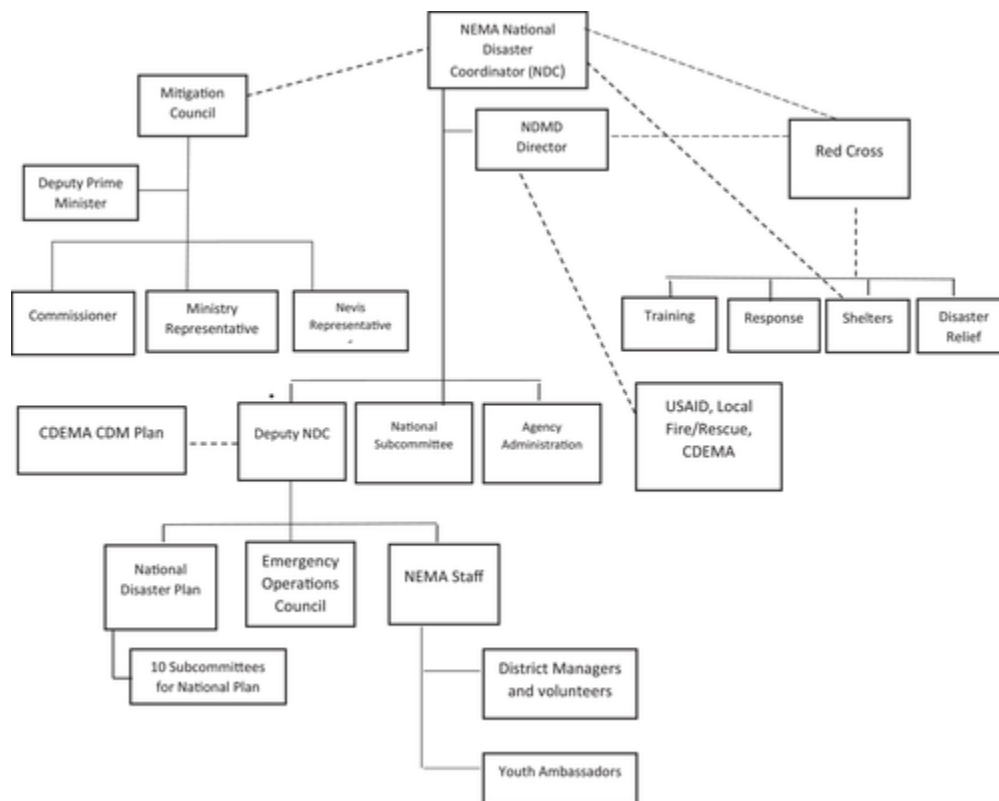 NEMA National
Disaster
Coordinator (NDC)
Mitigation
Council
NDMD
Director
Red Cross
Deputy Prime
Minister
Commissioner
Ministry
Representative
Nevis
Representative
Training
Response
Shelters
Disaster
Relief
CDEMA CDM Plan
Deputy NDC
National
Subcommittee
Agency
Administration
USAID, Local
Fire/Rescue,
CDEMA
National
Disaster Plan
Emergency
Operations
Council
NEMA Staff
10 Subcommittees
for National Plan
District Managers
and volunteers
Youth Ambassadors